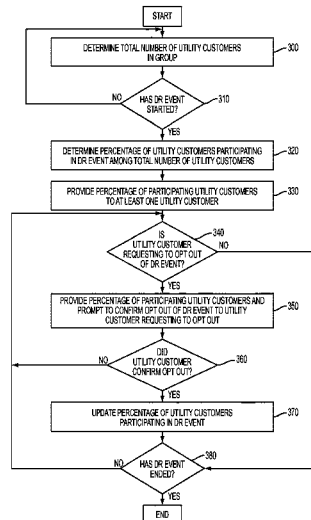 START
DETERMINE TOTAL NUMBER OF UTILITY CUSTOMERS
IN GROUP
300
NO
HAS DR EVENT
STARTED?
310
YES
DETERMINE PERCENTAGE OF UTILITY CUSTOMERS PARTICIPATING
IN DR EVENT AMONG TOTAL NUMBER OF UTILITY CUSTOMERS
320
PROVIDE PERCENTAGE OF PARTICIPATING UTILITY CUSTOMERS
TO AT LEAST ONE UTILITY CUSTOMER
330
IS
UTILITY CUSTOMER
REQUESTING TO OPT OUT
OF DR EVENT?
340
NO
YES
PROVIDE PERCENTAGE OF PARTICIPATING UTILITY CUSTOMERS AND
PROMPT TO CONFIRM OPT OUT OF DR EVENT TO UTILITY
CUSTOMER REQUESTING TO OPT OUT
350
NO
DID
UTILITY CUSTOMER
CONFIRM OPT OUT?
360
YES
UPDATE PERCENTAGE OF UTILITY CUSTOMERS
PARTICIPATING IN DR EVENT
370
NO
HAS DR EVENT
ENDED?
380
YES
END